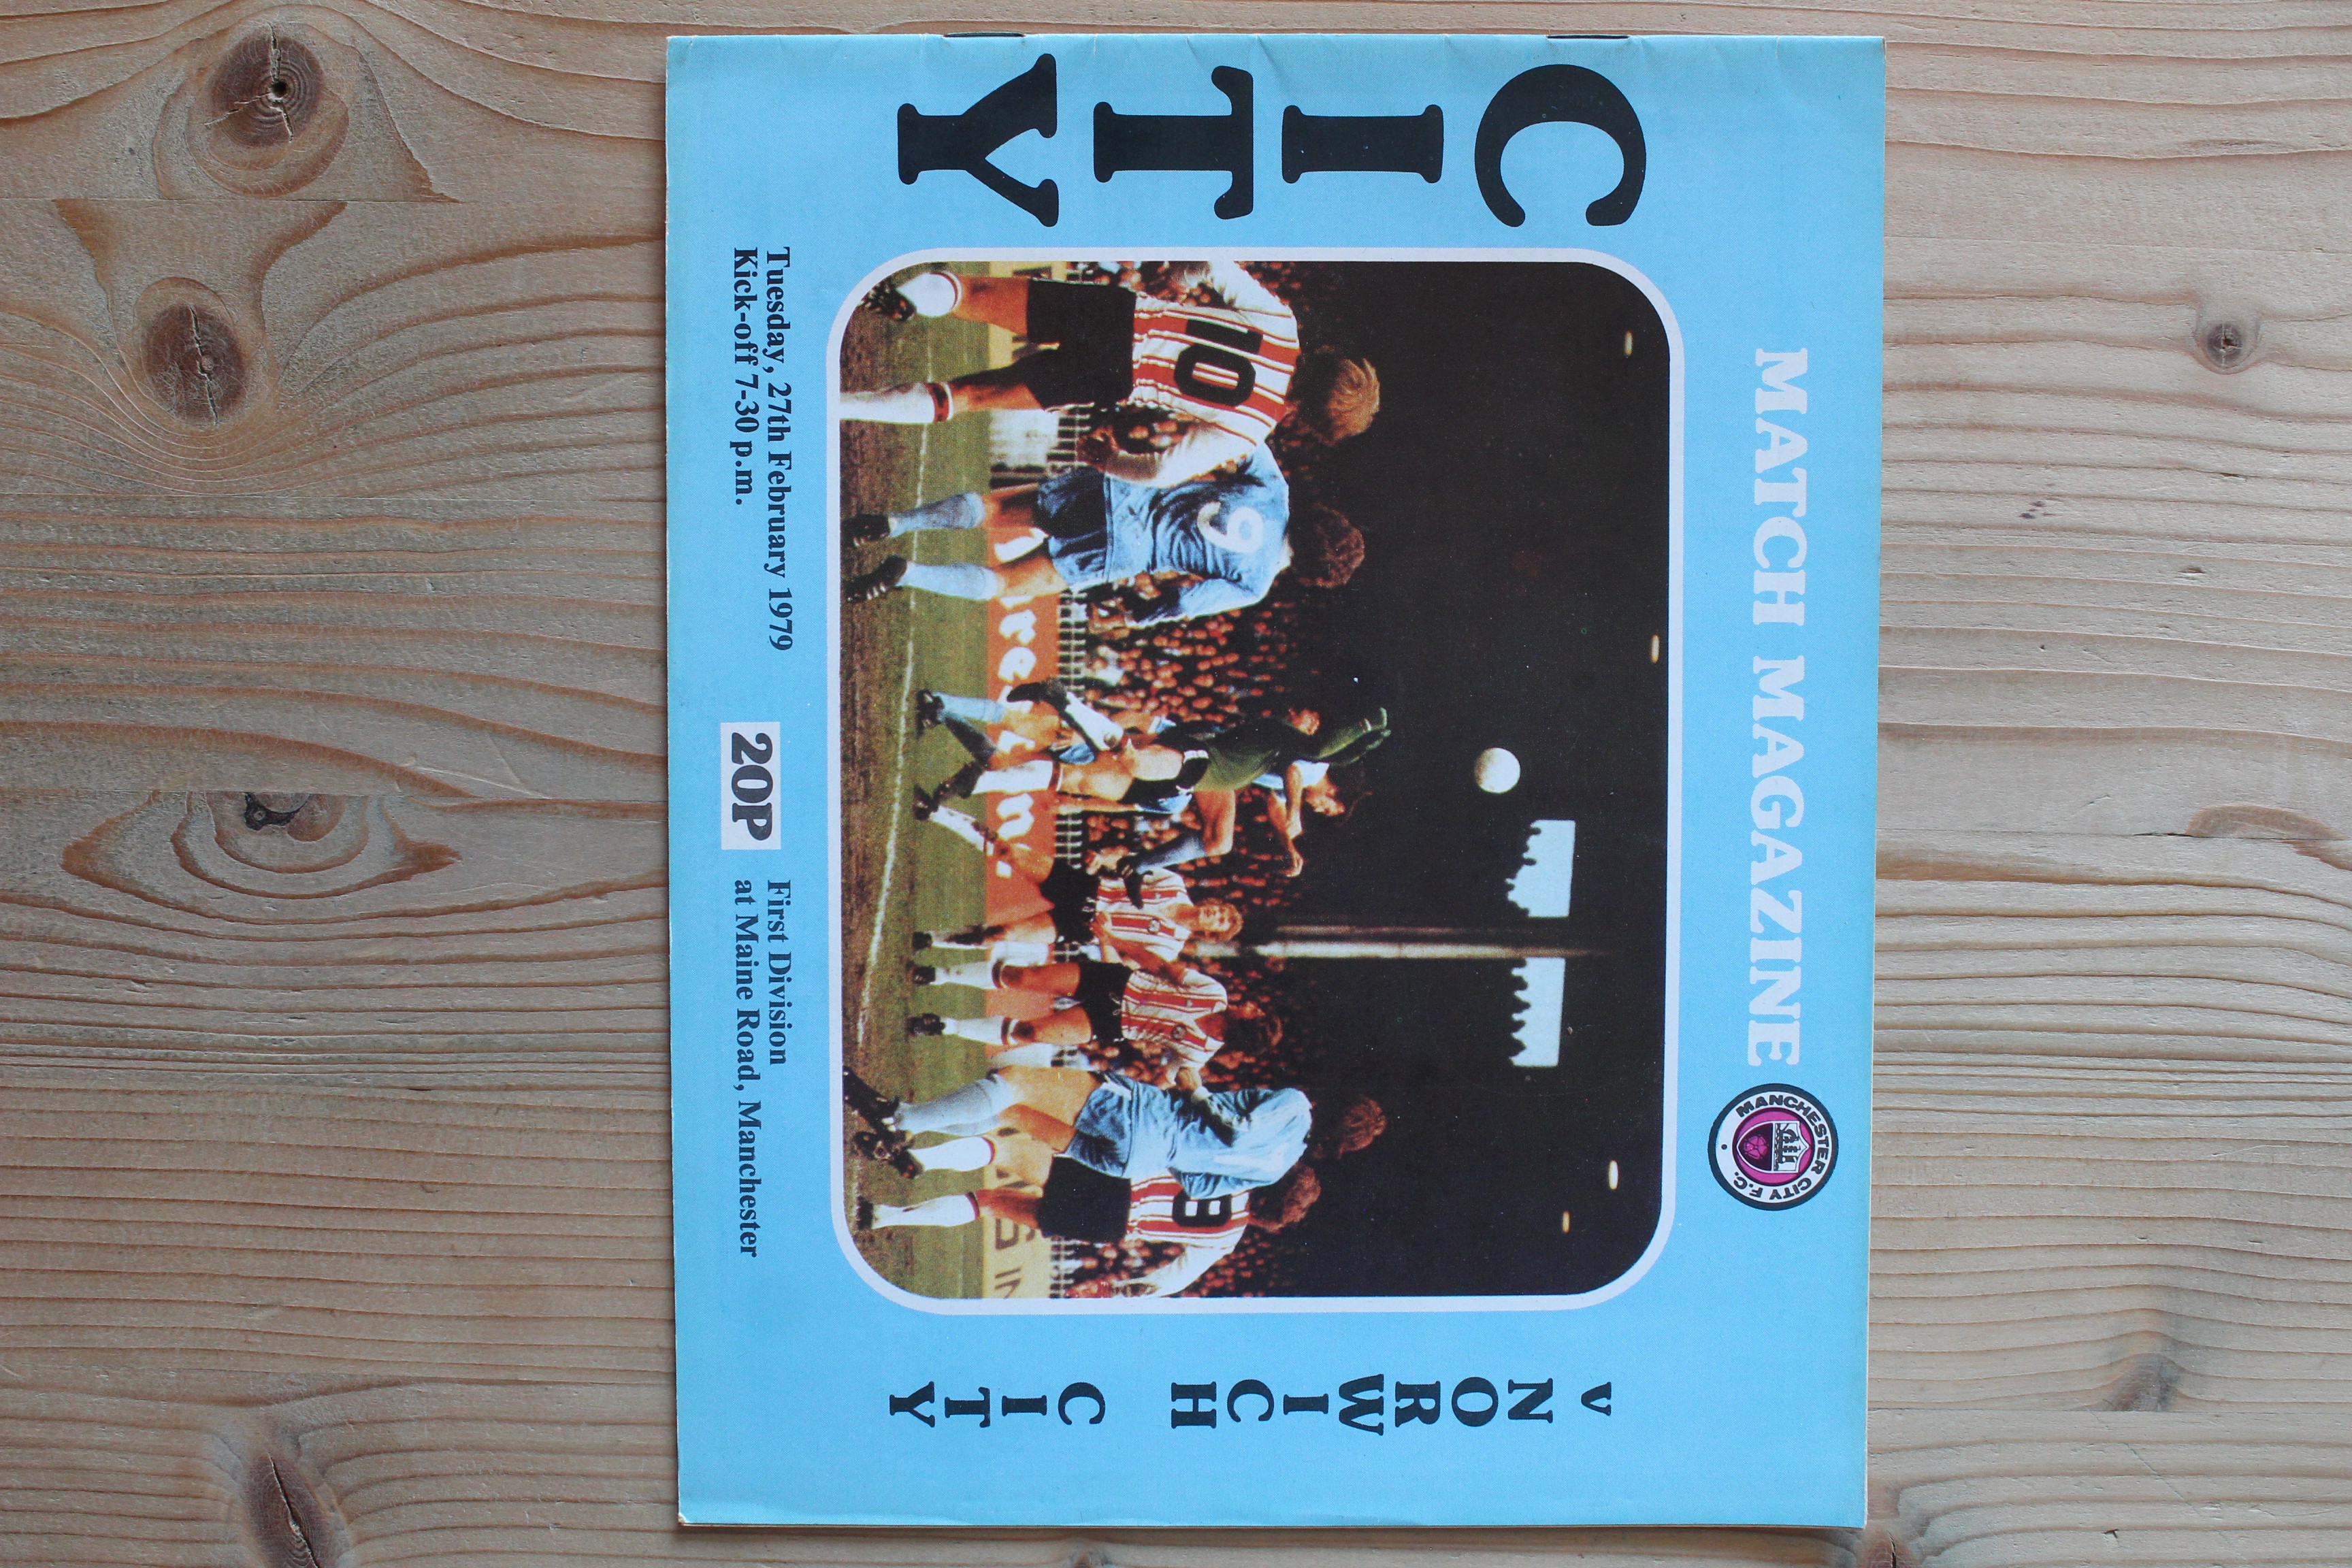 MATCH MAGAZINE
MANCHESTER CITY F.C.
CITY
10
9
8
v
NORWICH
CITY
Tuesday, 27th February 1979
Kick-off 7-30 p.m.
20P
First Division
at Maine Road, Manchester